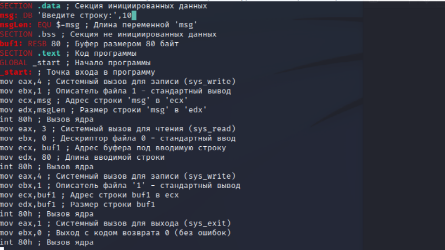 SECTION .data ; Секция инициированных данных
msg: DB 'Введите строку:',10
msgLen: EQU $-msg ; Длина переменной 'msg'
SECTION .bss ; Секция не инициированных данных
buf1: RESB 80 ; Буфер размером 80 байт
SECTION .text ; Код программы
GLOBAL _start ; Начало программы
_start: ; Точка входа в программу
mov eax,4 ; Системный вызов для записи (sys_write)
mov ebx,1 ; Описатель файла 1 - стандартный вывод
mov ecx,msg ; Адрес строки 'msg' в 'ecx'
mov edx,msgLen ; Размер строки 'msg' в 'edx'
int 80h ; Вызов ядра
mov eax, 3 ; Системный вызов для чтения (sys_read)
mov ebx, 0 ; Дескриптор файла 0 - стандартный ввод
mov ecx, buf1 ; Адрес буфера под вводимую строку
mov edx, 80 ; Длина вводимой строки
int 80h ; Вызов ядра
mov eax,4 ; Системный вызов для записи (sys_write)
mov ebx,1 ; Описатель файла '1' - стандартный вывод
mov ecx,buf1 ; Адрес строки buf1 в ecx
mov edx,buf1 ; Размер строки buf1
int 80h ; Вызов ядра
mov eax,1 ; Системный вызов для выхода (sys_exit)
mov ebx,0 ; Выход с кодом возврата 0 (без ошибок)
int 80h ; Вызов ядра